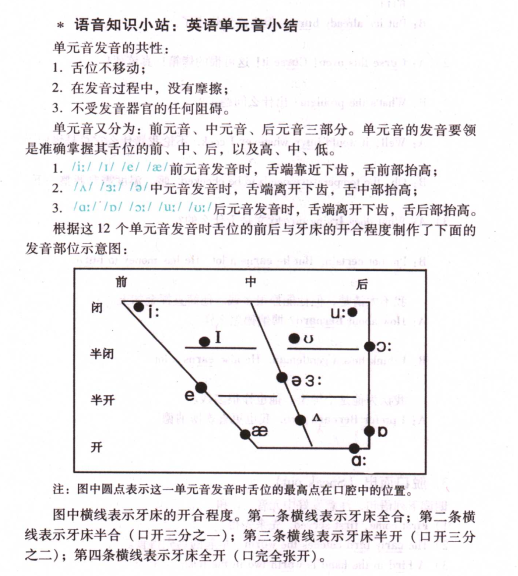 * 语音知识小站：英语单元音小结
单元音发音的共性：
1. 舌位不移动；
2. 在发音过程中，没有摩擦；
3. 不受发音器官的任何阻碍。
单元音又分为：前元音、中元音、后元音三部分。单元音的发音要领
是准确掌握其舌位的前、中、后，以及高、中、低。
1. /i:/ /ɪ/ /e/ /æ/前元音发音时，舌端靠近下齿，舌前部抬高；
2. /ʌ/ /ɜ:/ /ə/中元音发音时，舌端离开下齿，舌中部抬高；
3. /ɑ:/ /ɒ/ /ɔ:/ /u:/ /ʊ:/后元音发音时，舌端离开下齿，舌后部抬高。
根据这 12 个单元音发音时舌位的前后与牙床的开合程度制作了下面的
发音部位示意图：
前 中 后
闭 i: u:
I ʊ
半闭 ɔ:
ə ɜ:
半开 e
ʌ
æ ɒ
开 ɑ:
注：图中圆点表示这一单元音发音时舌位的最高点在口腔中的位置。
图中横线表示牙床的开合程度。第一条横线表示牙床全合；第二条横
线表示牙床半合（口开三分之一）；第三条横线表示牙床半开（口开三分
之二）；第四条横线表示牙床全开（口完全张开）。